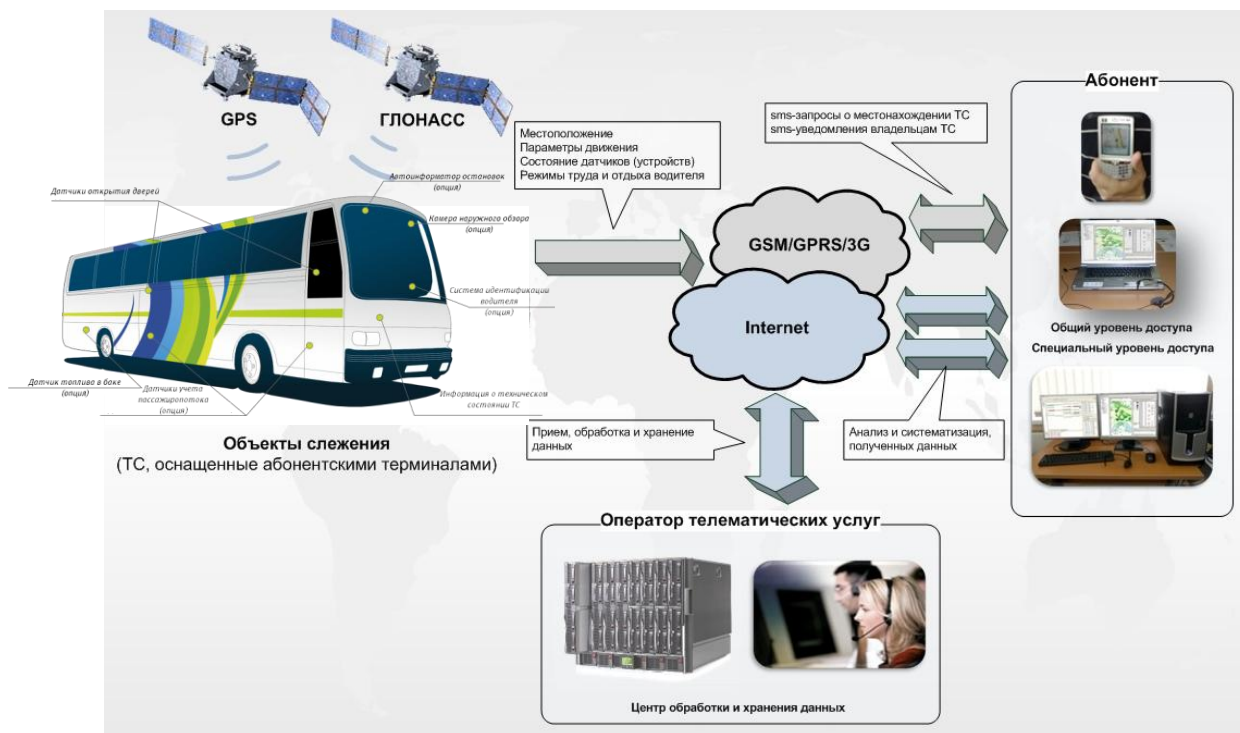 GPS
ГЛОНАСС
Датчики открытия дверей
Автоинформатор остановок
(опция)
Камера наружного обзора
(опция)
Система идентификации
водителя
(опция)
Датчик топлива в баке
(опция)
Датчики учета
пассажиропотока
(опция)
Информация о техническом
состоянии ТС
Объекты слежения
(ТС, оснащенные абонентскими терминалами)
Местоположение
Параметры движения
Состояние датчиков (устройств)
Режимы труда и отдыха водителя
sms-запросы о местонахождении ТС
sms-уведомления владельцам ТС
GSM/GPRS/3G
Internet
Прием, обработка и хранение
данных
Анализ и систематизация,
полученных данных
Абонент
Общий уровень доступа
Специальный уровень доступа
Оператор телематических услуг
Центр обработки и хранения данных